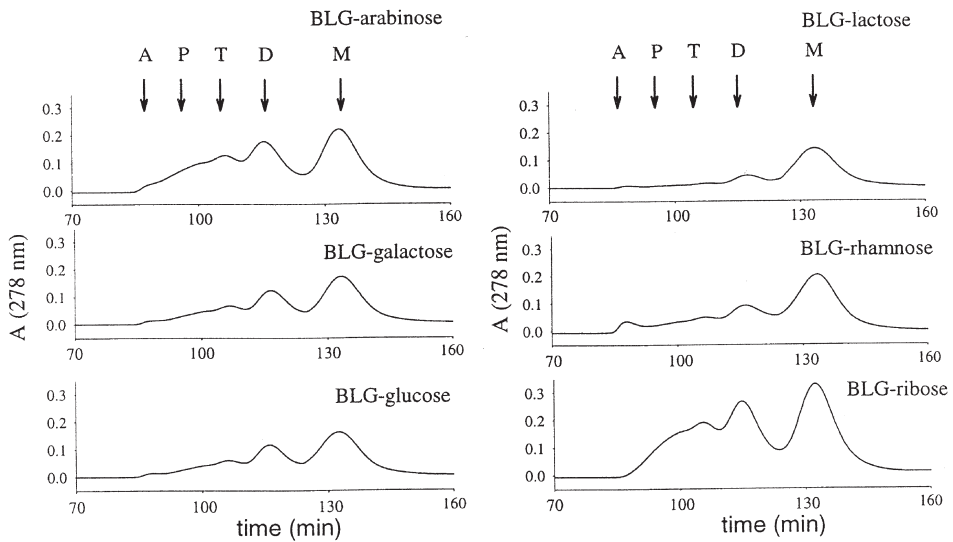 BLG-arabinose
A P T D M
0.3
0.2
0.1
0.0
70 100 130 160
BLG-galactose
0.3
0.2
0.1
0.0
70 100 130 160
BLG-glucose
0.3
0.2
0.1
0.0
70 100 130 160
A (278 nm)
time (min)
BLG-lactose
A P T D M
0.3
0.2
0.1
0.0
70 100 130 160
BLG-rhamnose
0.3
0.2
0.1
0.0
70 100 130 160
BLG-ribose
0.3
0.2
0.1
0.0
70 100 130 160
A (278 nm)
time (min)